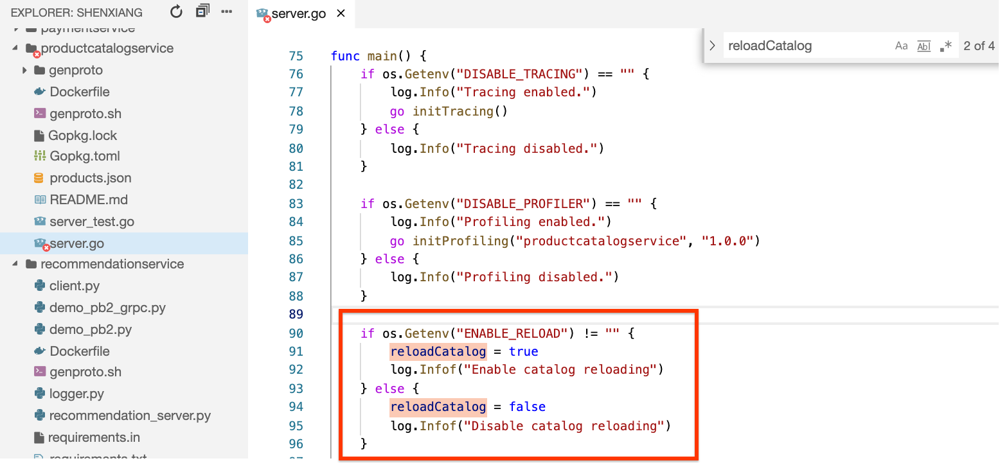 EXPLORER: SHENXIANG
paymentservice
productcatalogservice
genproto
Dockerfile
genproto.sh
Gopkg.lock
Gopkg.toml
products.json
README.md
server_test.go
server.go
recommendationservice
client.py
demo_pb2_grpc.py
demo_pb2.py
Dockerfile
genproto.sh
logger.py
recommendation_server.py
requirements.in
requirements.txt
server.go
reloadCatalog Aa Abl .* 2 of 4
75 func main() {
76 if os.Getenv("DISABLE_TRACING") == "" {
77 log.Info("Tracing enabled.")
78 go initTracing()
79 } else {
80 log.Info("Tracing disabled.")
81 }
82
83 if os.Getenv("DISABLE_PROFILER") == "" {
84 log.Info("Profiling enabled.")
85 go initProfiling("productcatalogservice", "1.0.0")
86 } else {
87 log.Info("Profiling disabled.")
88 }
89
90 if os.Getenv("ENABLE_RELOAD") != "" {
91 reloadCatalog = true
92 log.Infof("Enable catalog reloading")
93 } else {
94 reloadCatalog = false
95 log.Infof("Disable catalog reloading")
96 }
97